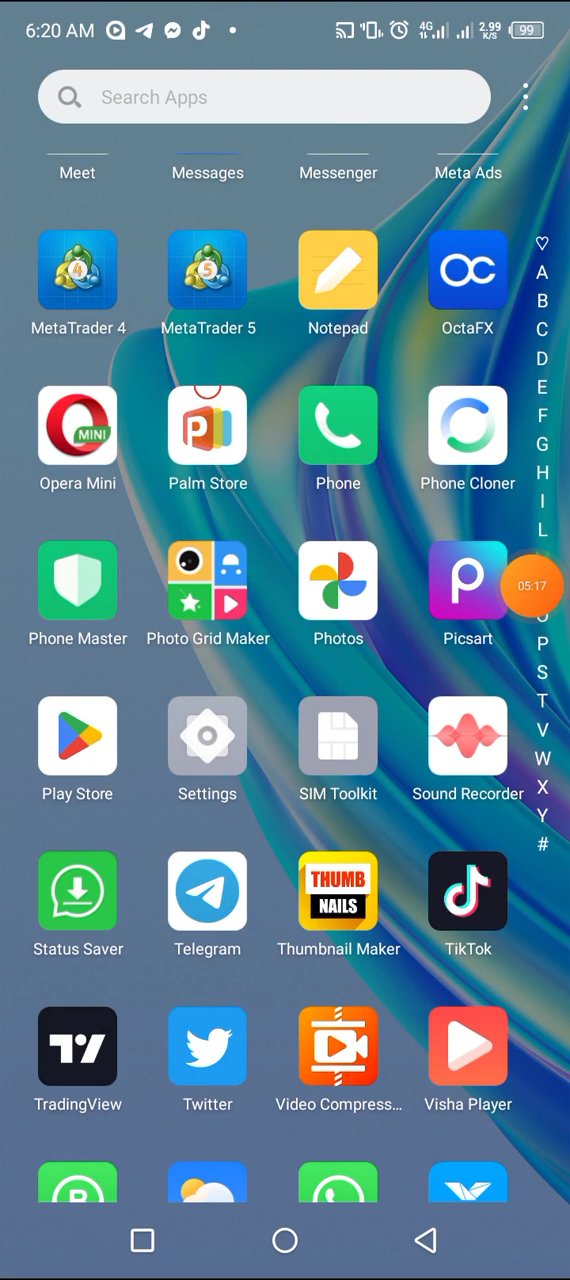 6:20 AM 4G 2.99 K/S 99
Search Apps
Meet Messages Messenger Meta Ads
4 5
MetaTrader 4 MetaTrader 5 Notepad OctaFX
MINI
Opera Mini Palm Store Phone Phone Cloner
Phone Master Photo Grid Maker Photos Picsart
05:17
Play Store Settings SIM Toolkit Sound Recorder
THUMB
NAILS
Status Saver Telegram Thumbnail Maker TikTok
TradingView Twitter Video Compress... Visha Player
A
B
C
D
E
F
G
H
I
L
P
S
T
V
W
X
Y
#